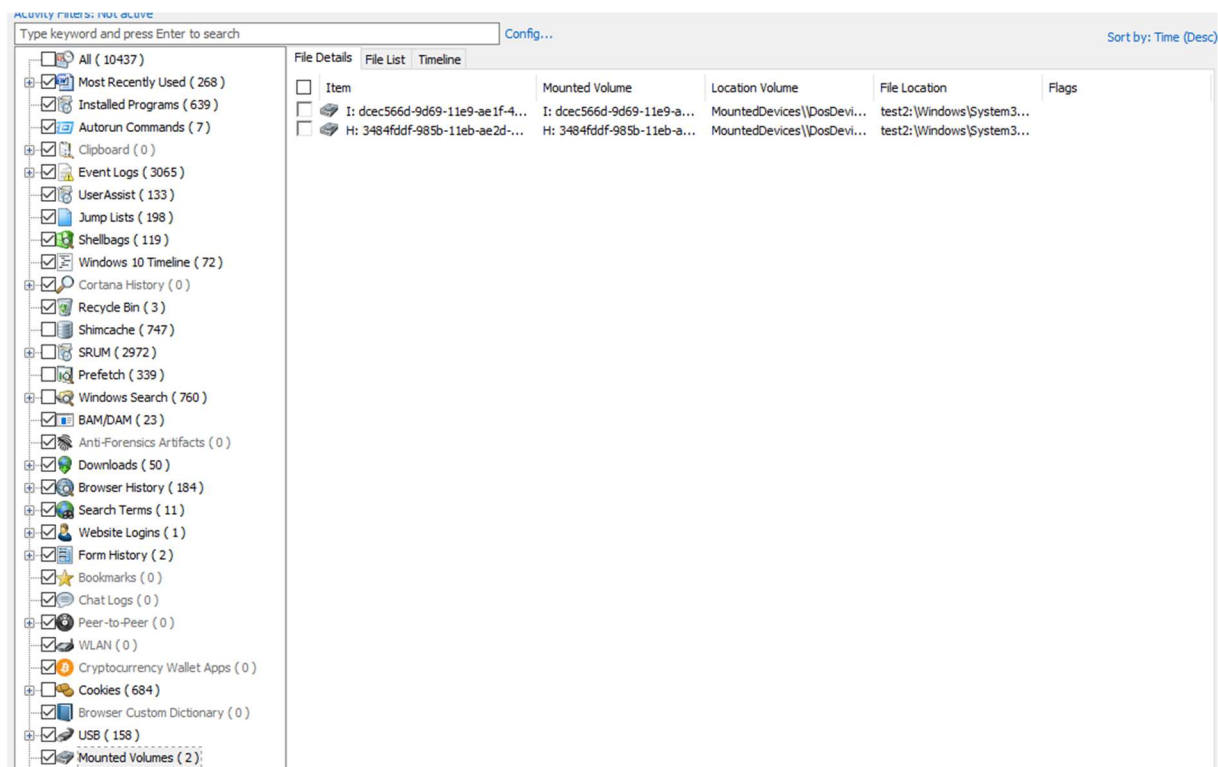 Activity Filters: Not active
Type keyword and press Enter to search
Config...
Sort by: Time (Desc)
All ( 10437 )
Most Recently Used ( 268 )
Installed Programs ( 639 )
Autorun Commands ( 7 )
Clipboard ( 0 )
Event Logs ( 3065 )
UserAssist ( 133 )
Jump Lists ( 198 )
Shellbags ( 119 )
Windows 10 Timeline ( 72 )
Cortana History ( 0 )
Recycle Bin ( 3 )
Shimcache ( 747 )
SRUM ( 2972 )
Prefetch ( 339 )
Windows Search ( 760 )
BAM/DAM ( 23 )
Anti-Forensics Artifacts ( 0 )
Downloads ( 50 )
Browser History ( 184 )
Search Terms ( 11 )
Website Logins ( 1 )
Form History ( 2 )
Bookmarks ( 0 )
Chat Logs ( 0 )
Peer-to-Peer ( 0 )
WLAN ( 0 )
Cryptocurrency Wallet Apps ( 0 )
Cookies ( 684 )
Browser Custom Dictionary ( 0 )
USB ( 158 )
Mounted Volumes ( 2 )
File Details File List Timeline
Item Mounted Volume Location Volume File Location Flags
I: dcec566d-9d69-11e9-ae1f-4... I: dcec566d-9d69-11e9-a... MountedDevices\\DosDevi... test2:\Windows\System3...
H: 3484fddf-985b-11eb-ae2d-... H: 3484fddf-985b-11eb-a... MountedDevices\\DosDevi... test2:\Windows\System3...